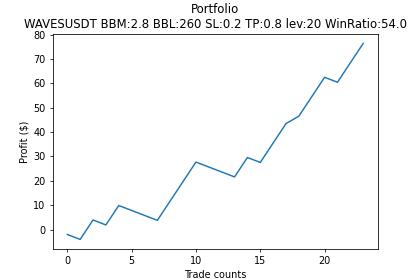 Portfolio
WAVESUSDT BBM:2.8 BBL:260 SL:0.2 TP:0.8 lev:20 WinRatio:54.0
80
70
60
50
40
30
20
10
0
Profit ($)
0 5 10 15 20
Trade counts